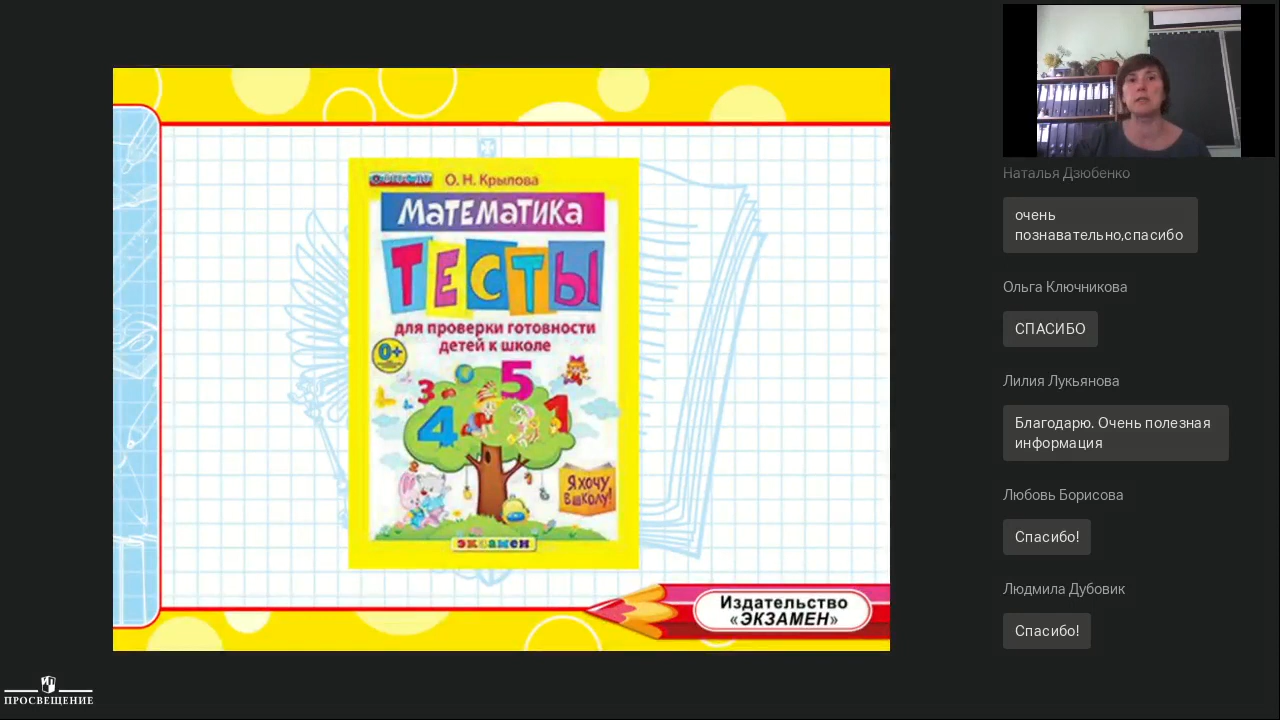 О. Н. Крылова
МАТЕМАТИКА
ТЕСТЫ
для проверки готовности
детей к школе
0+
5
3
4
1
Я хочу
в школу!
экзамен
Издательство
«ЭКЗАМЕН»
ПРОСВЕЩЕНИЕ
Наталья Дзюбенко
очень
познавательно,спасибо
Ольга Ключникова
СПАСИБО
Лилия Лукьянова
Благодарю. Очень полезная
информация
Любовь Борисова
Спасибо!
Людмила Дубовик
Спасибо!